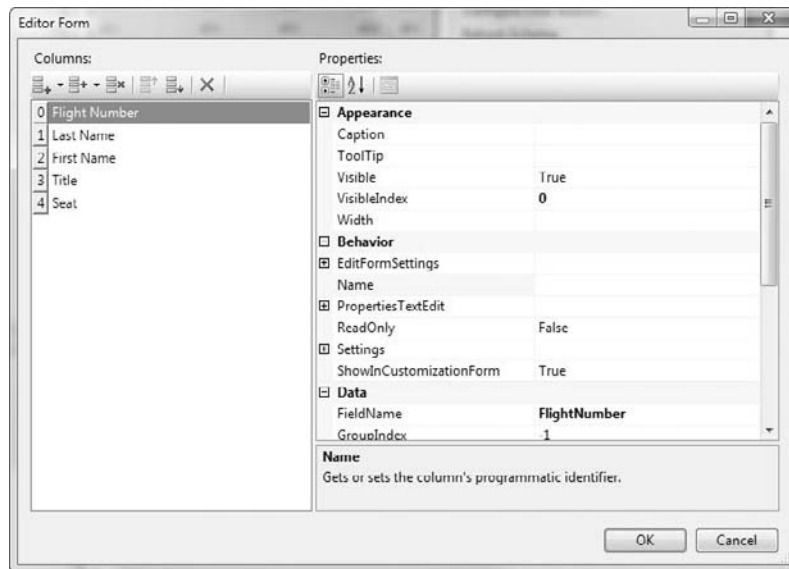 Editor Form
Columns:
0 Flight Number
1 Last Name
2 First Name
3 Title
4 Seat
Properties:
Appearance
Caption
ToolTip
Visible True
VisibleIndex 0
Width
Behavior
EditFormSettings
Name
PropertiesTextEdit
ReadOnly False
Settings
ShowInCustomizationForm True
Data
FieldName FlightNumber
GroupIndex -1
Name
Gets or sets the column's programmatic identifier.
OK Cancel